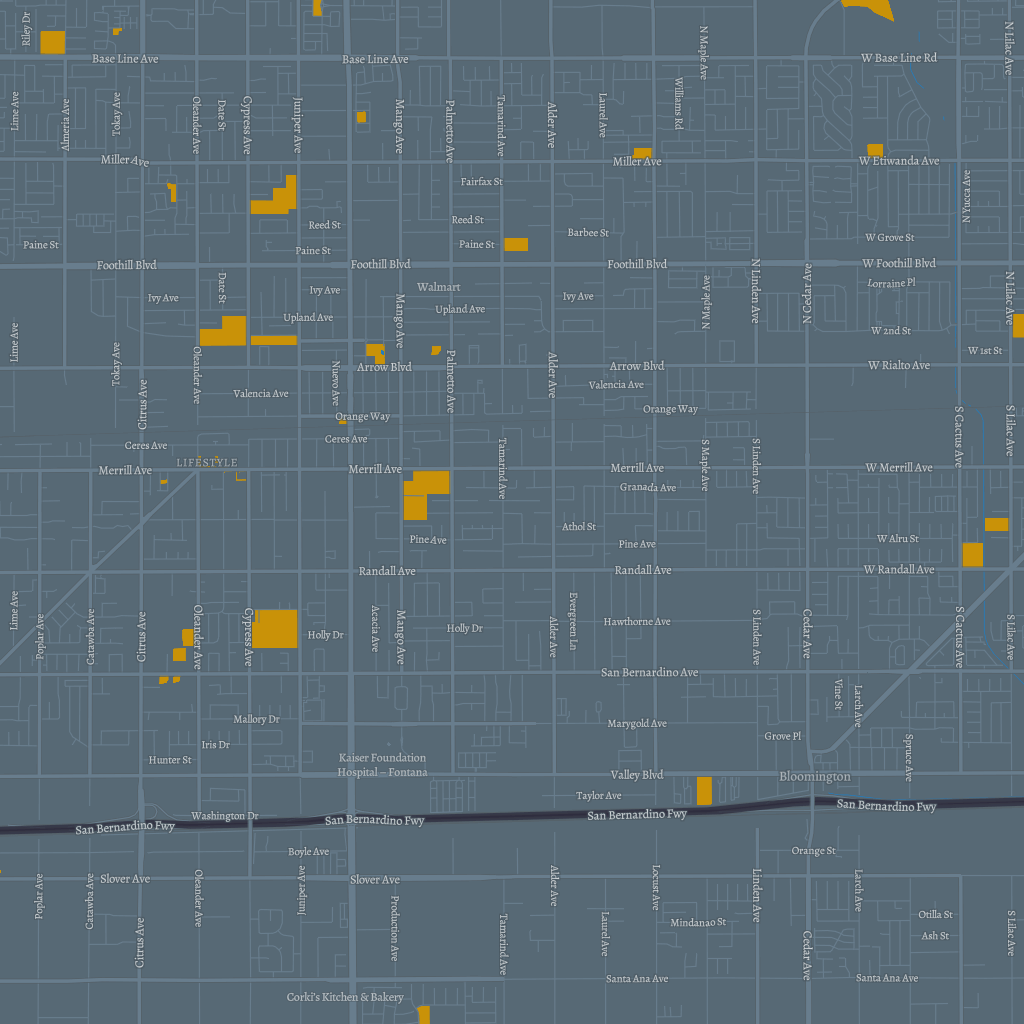 Riley Dr
N Maple Ave
N Lilac Ave
Base Line Ave
Base Line Ave
W Base Line Rd
Lime Ave
Almeria Ave
Tokay Ave
Oleander Ave
Date St
Cypress Ave
Juniper Ave
Mango Ave
Palmetto Ave
Tamarind Ave
Alder Ave
Laurel Ave
Williams Rd
Miller Ave
Miller Ave
W Etiwanda Ave
Fairfax St
N Yucca Ave
Reed St
Reed St
Barbee St
Paine St
Paine St
Paine St
W Grove St
Foothill Blvd
Foothill Blvd
Foothill Blvd
W Foothill Blvd
Date St
Ivy Ave
Ivy Ave
Walmart
Ivy Ave
N Maple Ave
N Linden Ave
N Cedar Ave
Lorraine Pl
N Lilac Ave
Upland Ave
Mango Ave
Upland Ave
W 2nd St
Lime Ave
Tokay Ave
W 1st St
Oleander Ave
Nuevo Ave
Arrow Blvd
Palmetto Ave
Alder Ave
Arrow Blvd
W Rialto Ave
Citrus Ave
Valencia Ave
Valencia Ave
Orange Way
Orange Way
S Cactus Ave
S Lilac Ave
Ceres Ave
Ceres Ave
LIFESTYLE
Merrill Ave
Merrill Ave
Tamarind Ave
Merrill Ave
S Maple Ave
S Linden Ave
W Merrill Ave
Granada Ave
Athol St
Pine Ave
Pine Ave
W Alru St
Randall Ave
Randall Ave
W Randall Ave
Lime Ave
Poplar Ave
Catawba Ave
Citrus Ave
Oleander Ave
Cypress Ave
Holly Dr
Acacia Ave
Mango Ave
Holly Dr
Alder Ave
Evergreen Ln
Hawthorne Ave
S Linden Ave
Cedar Ave
S Cactus Ave
S Lilac Ave
San Bernardino Ave
Vine St
Larch Ave
Mallory Dr
Marygold Ave
Iris Dr
Grove Pl
Spruce Ave
Hunter St
Kaiser Foundation
Hospital – Fontana
Valley Blvd
Bloomington
Taylor Ave
Washington Dr
San Bernardino Fwy
San Bernardino Fwy
San Bernardino Fwy
San Bernardino Fwy
Boyle Ave
Orange St
Slover Ave
Slover Ave
Poplar Ave
Catawba Ave
Oleander Ave
Juniper Ave
Alder Ave
Locust Ave
Linden Ave
Larch Ave
Citrus Ave
Production Ave
Tamarind Ave
Laurel Ave
Mindanao St
Cedar Ave
Otilla St
Ash St
S Lilac Ave
Santa Ana Ave
Santa Ana Ave
Corki's Kitchen & Bakery